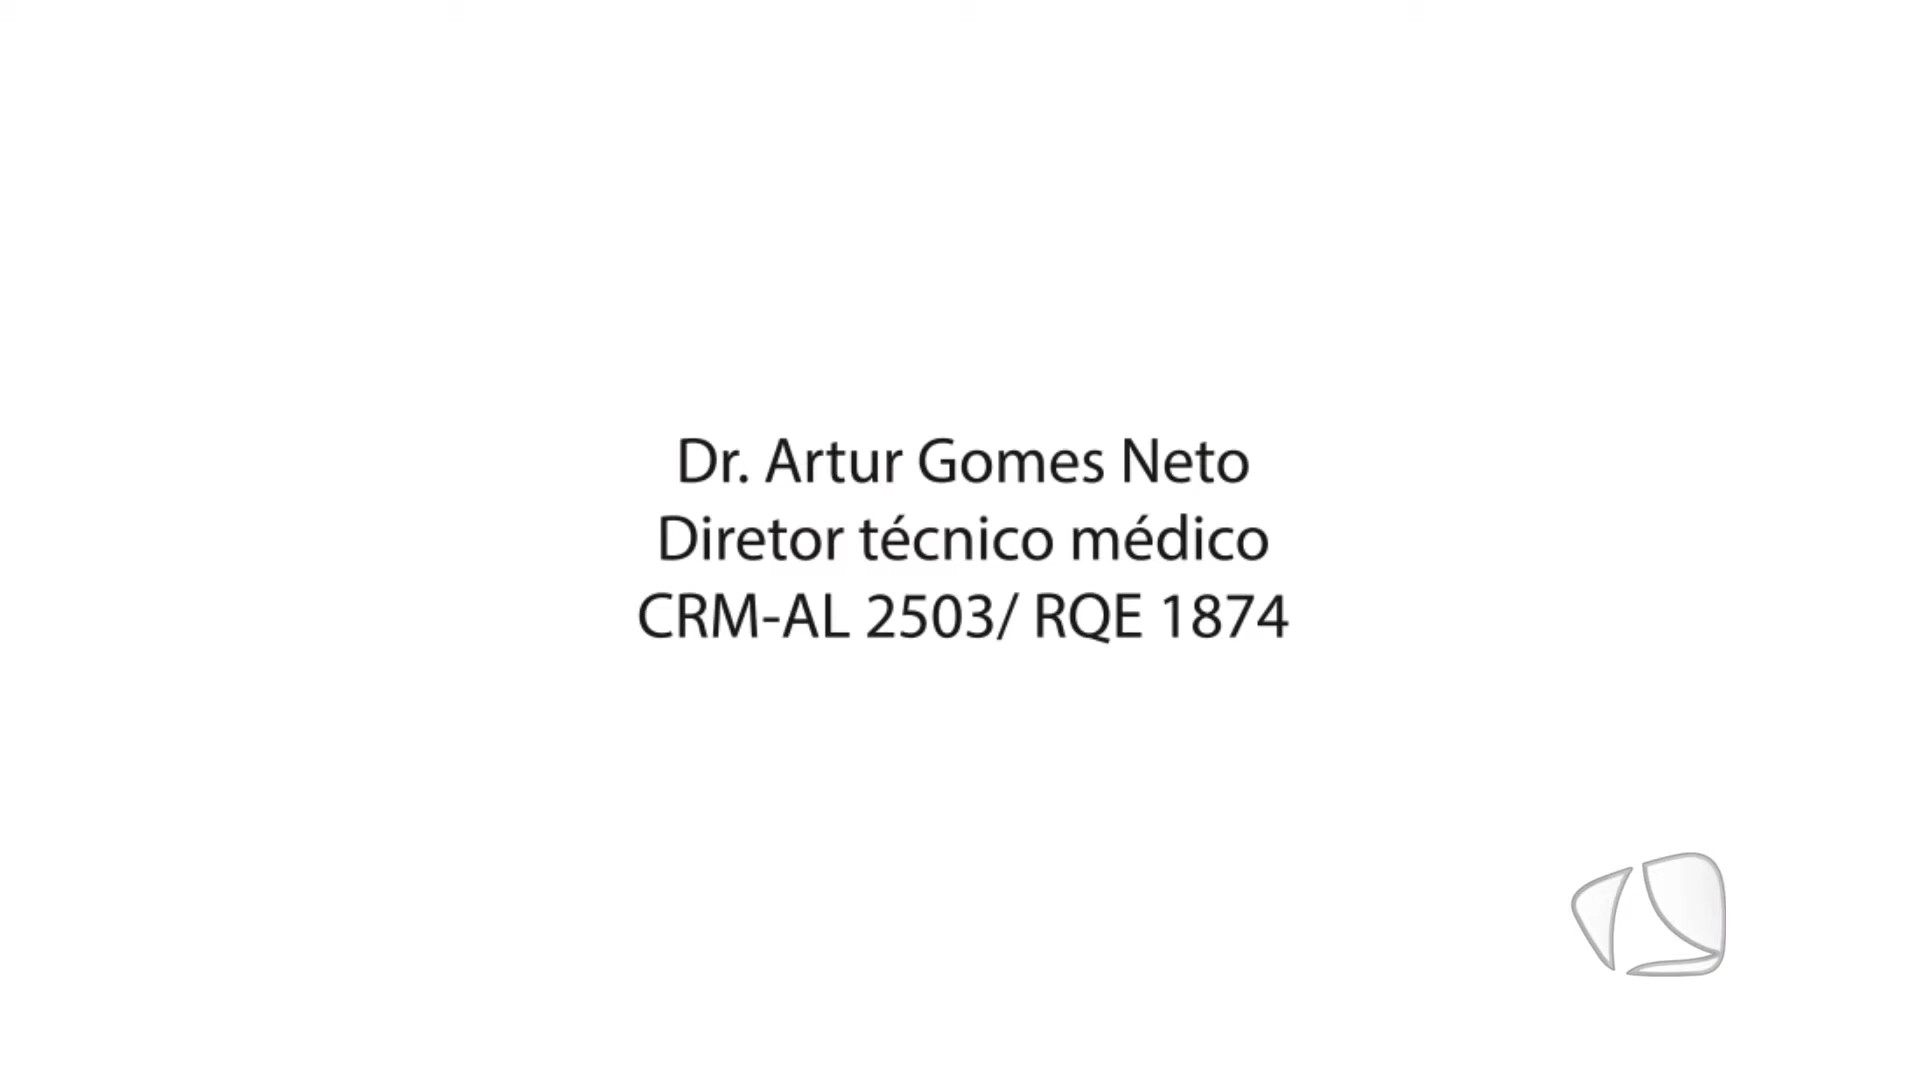 Dr. Artur Gomes Neto
Diretor técnico médico
CRM-AL 2503/ RQE 1874